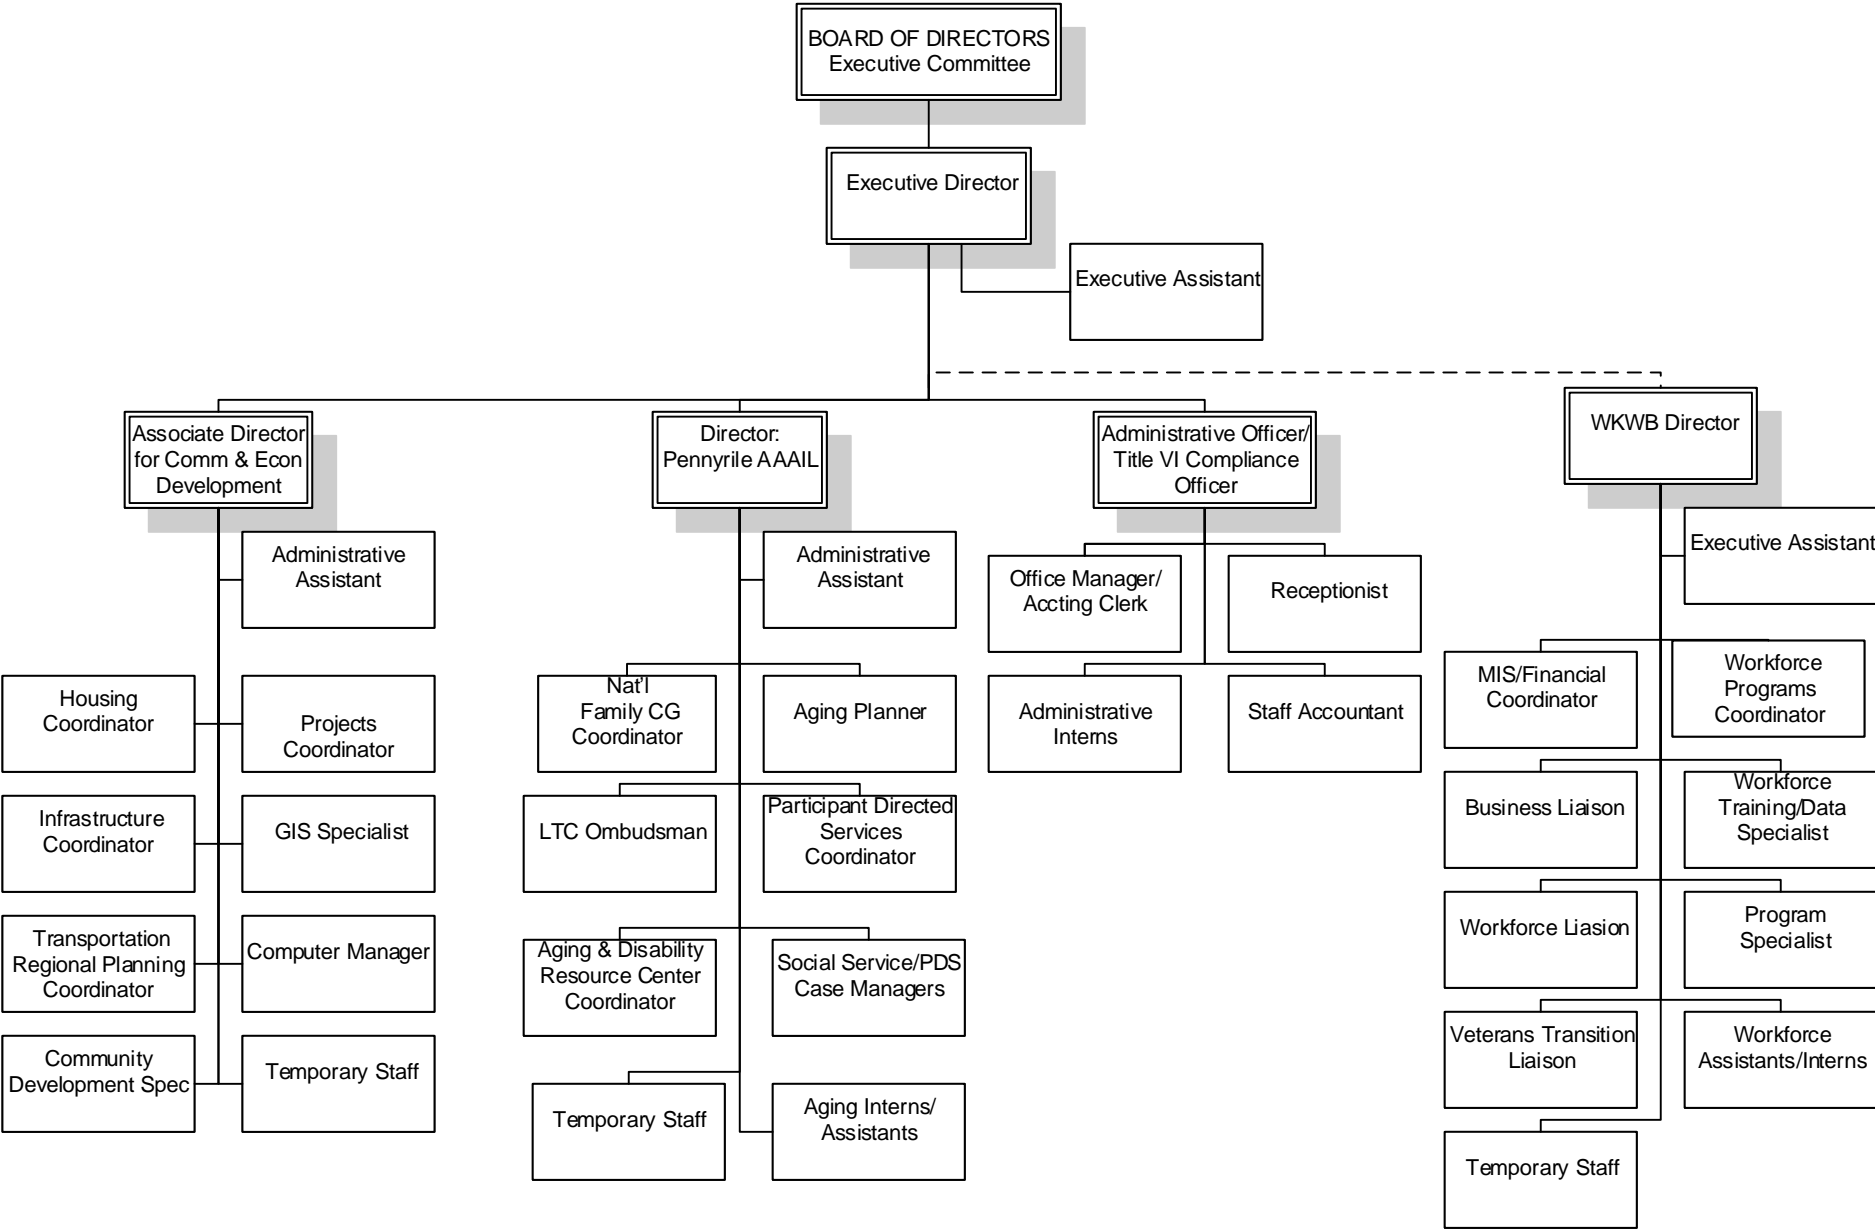 BOARD OF DIRECTORS
Executive Committee
Executive Director
Executive Assistant
Associate Director
for Comm & Econ
Development
Director:
Pennyrile AAAIL
Administrative Officer/
Title VI Compliance
Officer
WKWB Director
Administrative
Assistant
Housing
Coordinator
Projects
Coordinator
Infrastructure
Coordinator
GIS Specialist
Transportation
Regional Planning
Coordinator
Computer Manager
Community
Development Spec
Temporary Staff
Administrative
Assistant
Nat'l
Family CG
Coordinator
Aging Planner
LTC Ombudsman
Participant Directed
Services
Coordinator
Aging & Disability
Resource Center
Coordinator
Social Service/PDS
Case Managers
Temporary Staff
Aging Interns/
Assistants
Office Manager/
Accting Clerk
Receptionist
Administrative
Interns
Staff Accountant
Executive Assistant
MIS/Financial
Coordinator
Workforce
Programs
Coordinator
Business Liaison
Workforce
Training/Data
Specialist
Workforce Liasion
Program
Specialist
Veterans Transition
Liaison
Workforce
Assistants/Interns
Temporary Staff